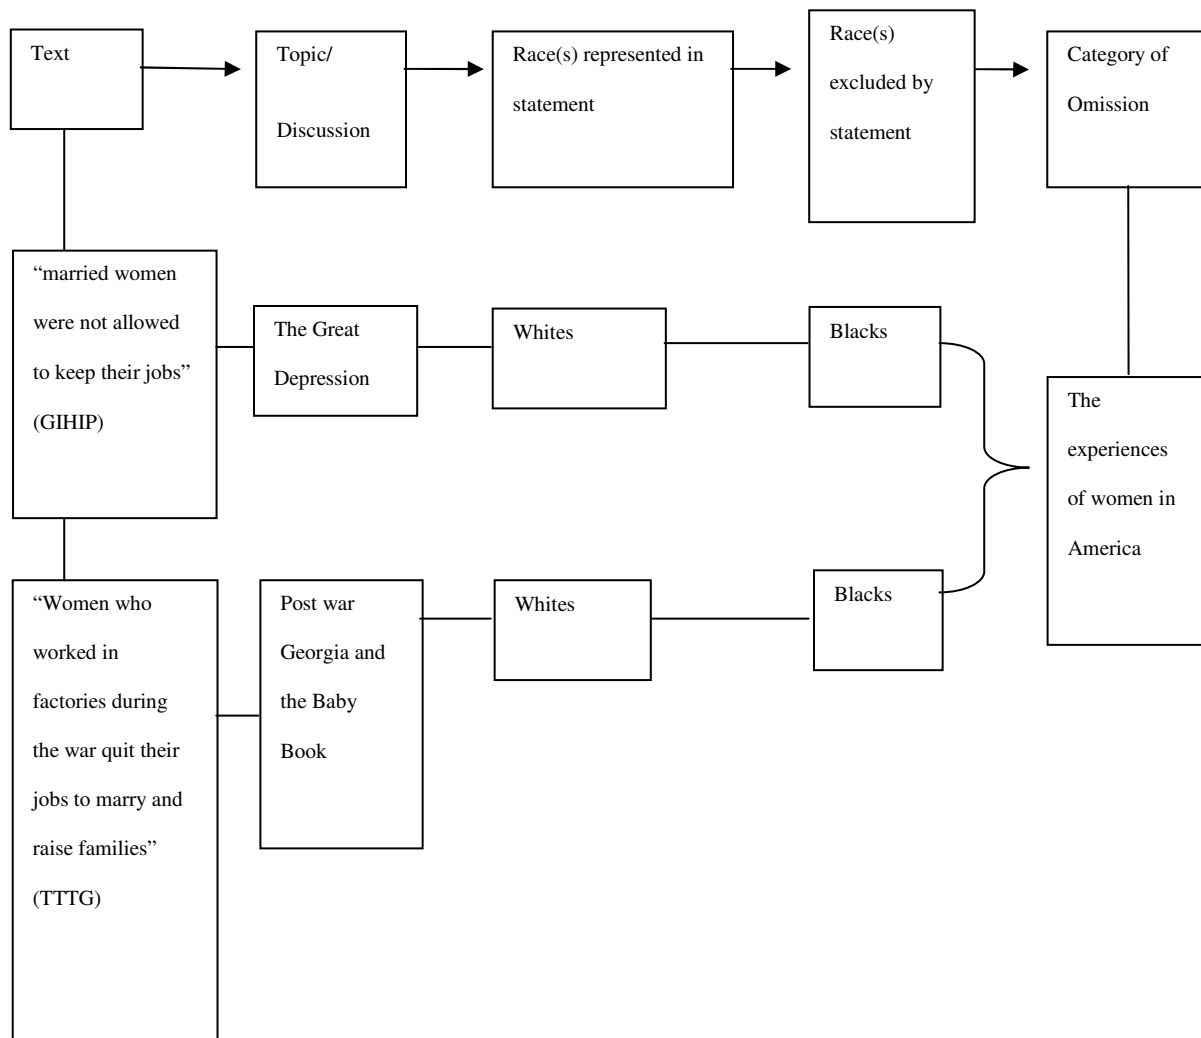 Text
Topic/
Discussion
Race(s) represented in
statement
Race(s)
excluded by
statement
Category of
Omission
“married women
were not allowed
to keep their jobs”
(GIHIP)
The Great
Depression
Whites
Blacks
The
experiences
of women in
America
“Women who
worked in
factories during
the war quit their
jobs to marry and
raise families”
(TTTG)
Post war
Georgia and
the Baby
Book
Whites
Blacks